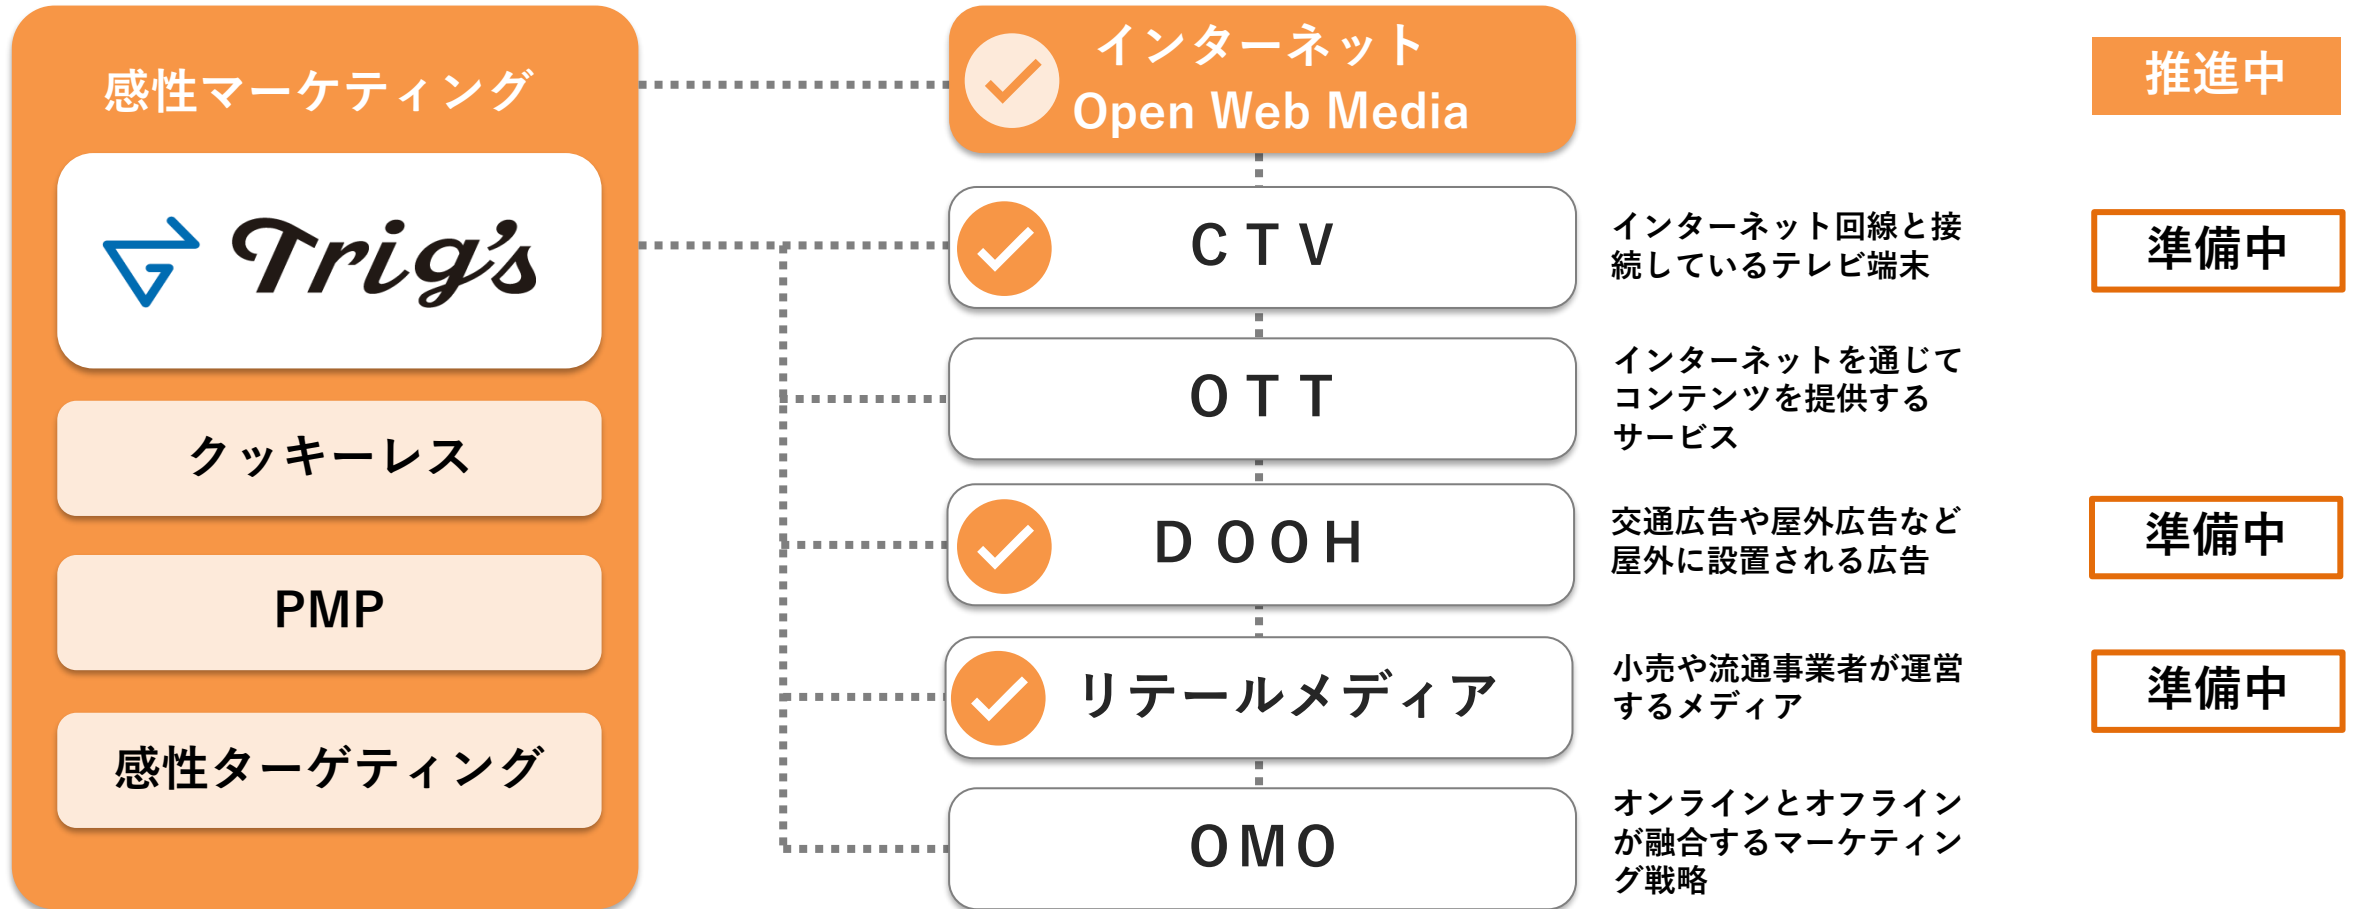 感性マーケティング
Trig's
クッキーレス
PMP
感性ターゲティング
インターネット
Open Web Media
推進中
CTV
インターネット回線と接
続しているテレビ端末
準備中
OTT
インターネットを通じて
コンテンツを提供する
サービス
DOOH
交通広告や屋外広告など
屋外に設置される広告
準備中
リテールメディア
小売や流通事業者が運営
するメディア
準備中
OMO
オンラインとオフライン
が融合するマーケティン
グ戦略